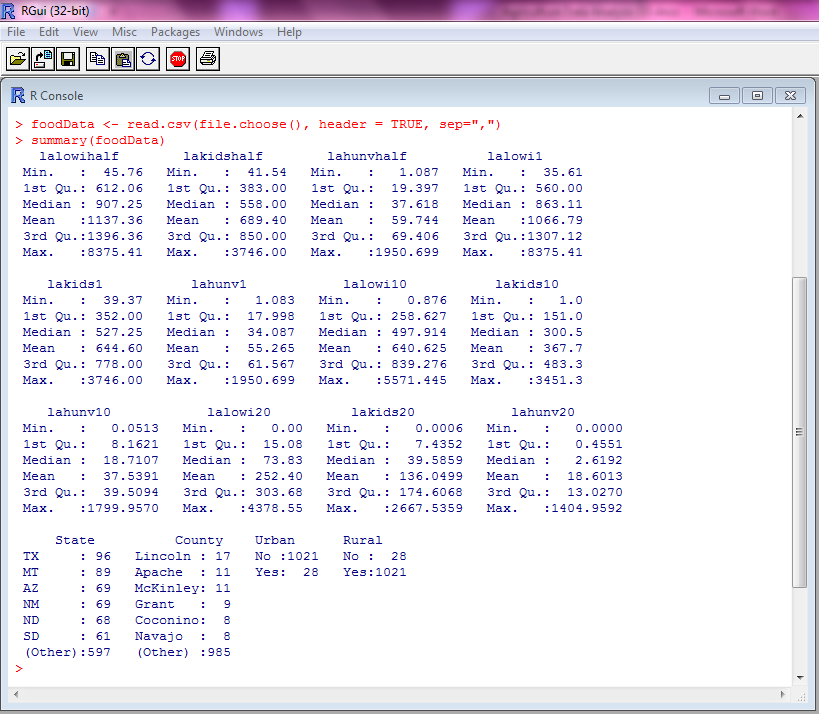 RGui (32-bit)
File Edit View Misc Packages Windows Help
STOP
R Console
> foodData <- read.csv(file.choose(), header = TRUE, sep=",")
> summary(foodData)
   lalowihalf        lakidshalf       lahunvhalf          lalowi1
 Min.   :  45.76   Min.   :  41.54   Min.   :   1.087   Min.   :  35.61
 1st Qu.: 612.06   1st Qu.: 383.00   1st Qu.:  19.397   1st Qu.: 560.00
 Median : 907.25   Median : 558.00   Median :  37.618   Median : 863.11
 Mean   :1137.36   Mean   : 689.40   Mean   :  59.744   Mean   :1066.79
 3rd Qu.:1396.36   3rd Qu.: 850.00   3rd Qu.:  69.406   3rd Qu.:1307.12
 Max.   :8375.41   Max.   :3746.00   Max.   :1950.699   Max.   :8375.41
    lakids1           lahunv1            lalowi10           lakids10
 Min.   :  39.37   Min.   :   1.083   Min.   :   0.876   Min.   :   1.0
 1st Qu.: 352.00   1st Qu.:  17.998   1st Qu.: 258.627   1st Qu.: 151.0
 Median : 527.25   Median :  34.087   Median : 497.914   Median : 300.5
 Mean   : 644.60   Mean   :  55.265   Mean   : 640.625   Mean   : 367.7
 3rd Qu.: 778.00   3rd Qu.:  61.567   3rd Qu.: 839.276   3rd Qu.: 483.3
 Max.   :3746.00   Max.   :1950.699   Max.   :5571.445   Max.   :3451.3
    lahunv10            lalowi20          lakids20            lahunv20
 Min.   :   0.0513   Min.   :   0.00   Min.   :   0.0006   Min.   :   0.0000
 1st Qu.:   8.1621   1st Qu.:  15.08   1st Qu.:   7.4352   1st Qu.:   0.4551
 Median :  18.7107   Median :  73.83   Median :  39.5859   Median :   2.6192
 Mean   :  37.5391   Mean   : 252.40   Mean   : 136.0499   Mean   :  18.6013
 3rd Qu.:  39.5094   3rd Qu.: 303.68   3rd Qu.: 174.6068   3rd Qu.:  13.0270
 Max.   :1799.9570   Max.   :4378.55   Max.   :2667.5359   Max.   :1404.9592
     State          County    Urban      Rural
 TX     : 96   Lincoln : 17   No :1021   No :  28
 MT     : 89   Apache  : 11   Yes:  28   Yes:1021
 AZ     : 69   McKinley: 11
 NM     : 69   Grant   :  9
 ND     : 68   Coconino:  8
 SD     : 61   Navajo  :  8
 (Other):597   (Other) :985
>